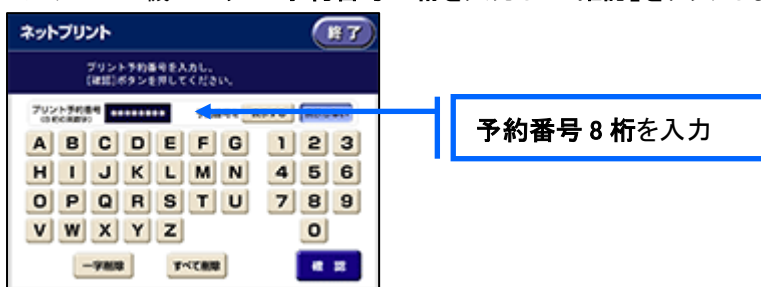 ネットプリント
終了
プリント予約番号を入力し、
[確認]ボタンを押してください。
プリント予約番号
********
予約番号8桁を入力
A B C D E F G 1 2 3
H I J K L M N 4 5 6
O P Q R S T U 7 8 9
V W X Y Z 0
一字削除 すべて削除 確認